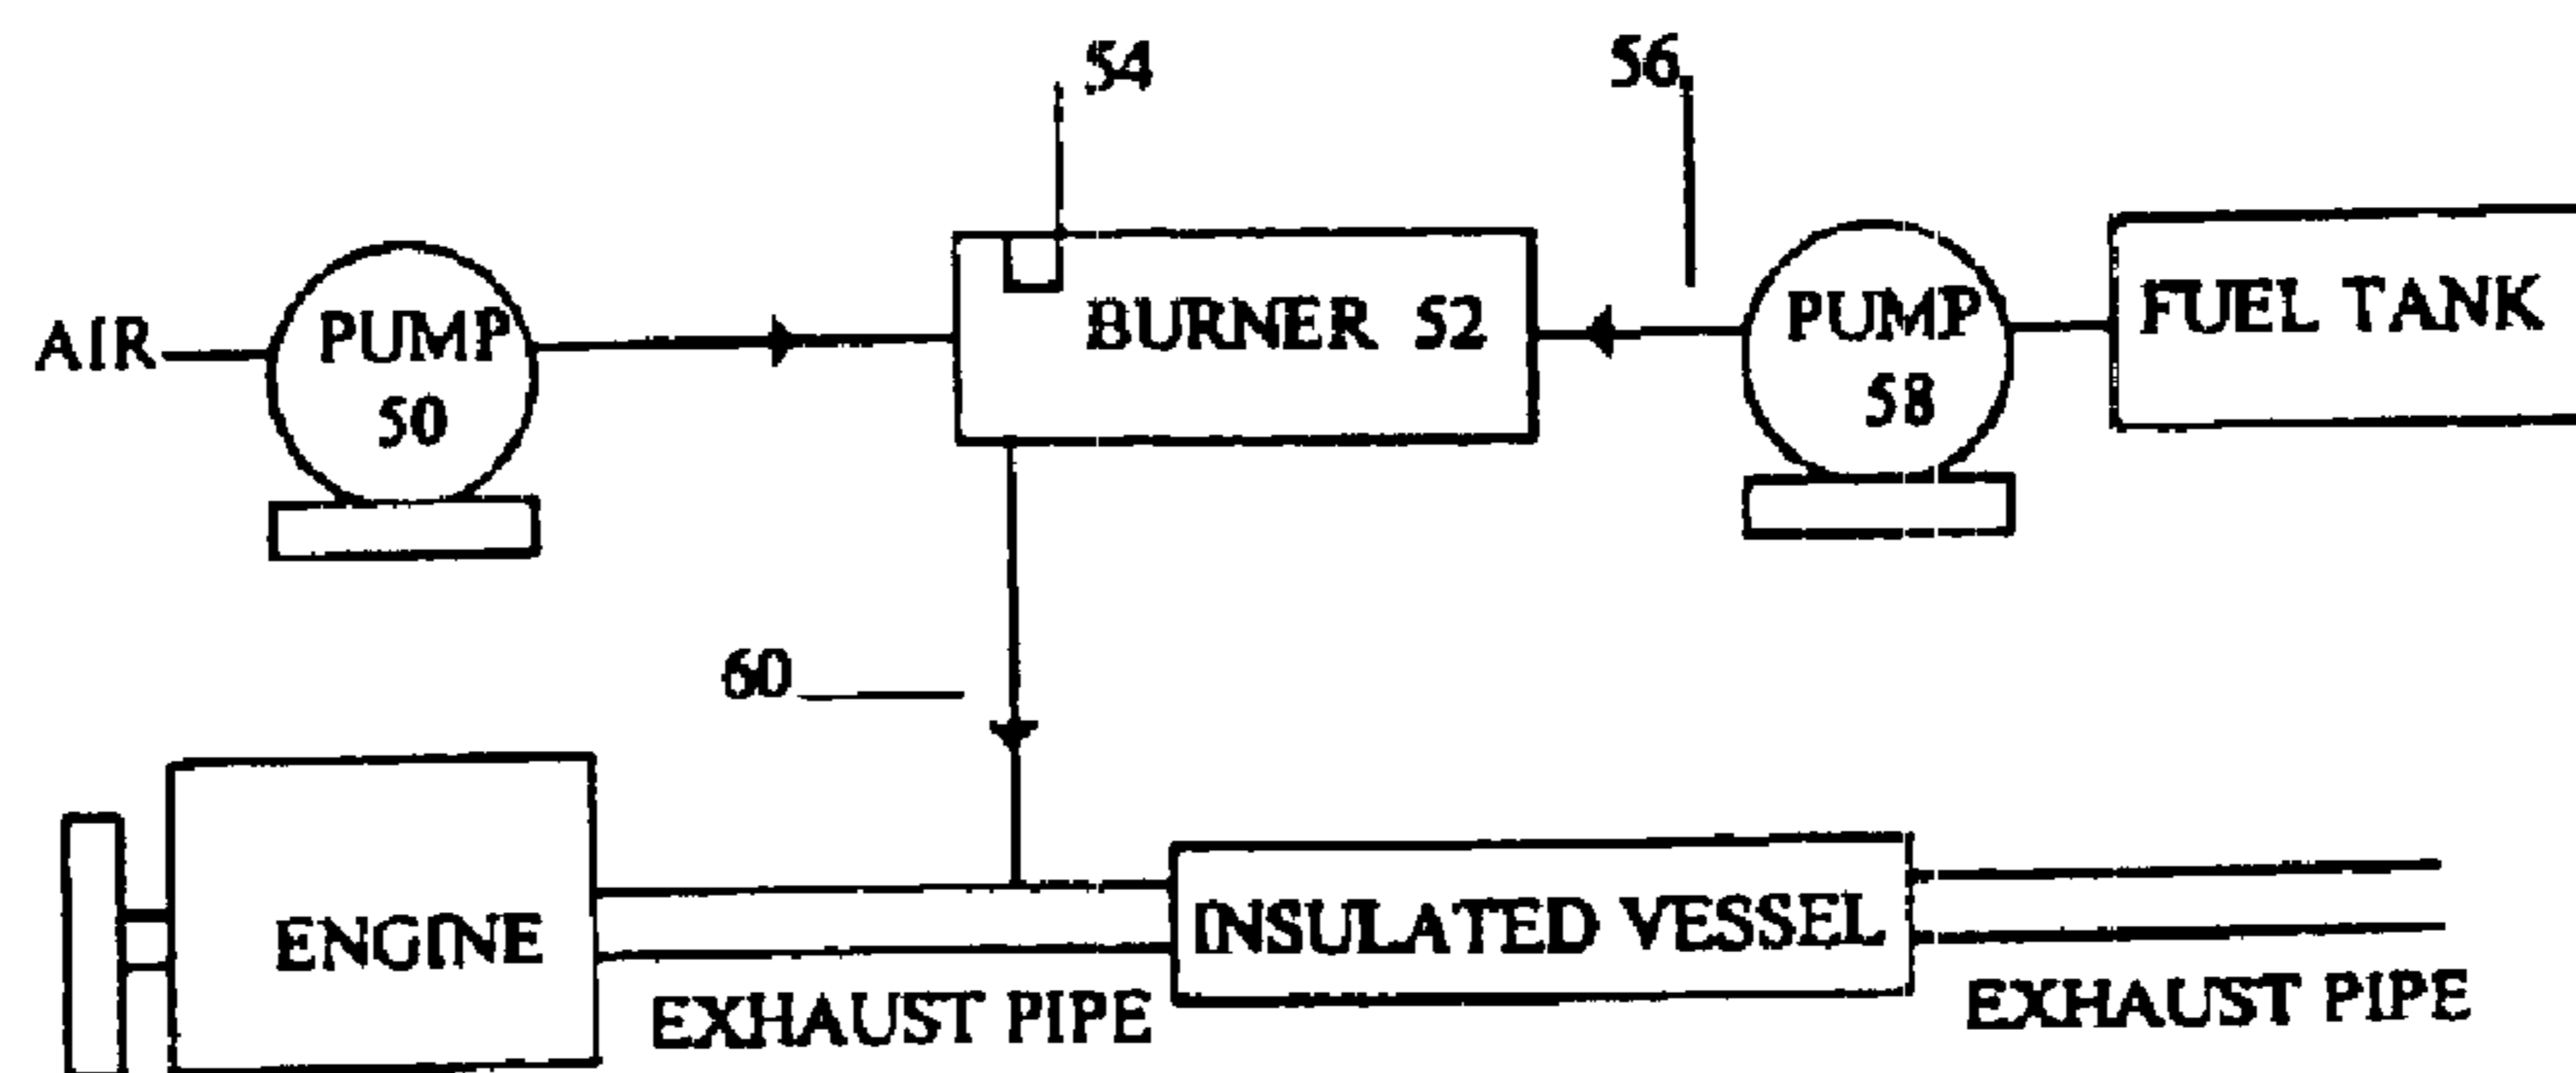 54
56
AIR
PUMP
50
BURNER 52
PUMP
58
FUEL TANK
60
ENGINE
INSULATED VESSEL
EXHAUST PIPE
EXHAUST PIPE